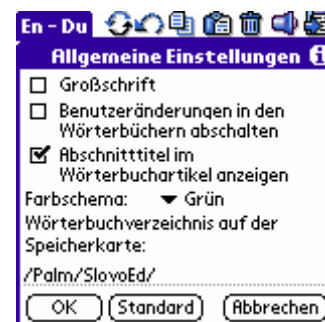 En - Du
Allgemeine Einstellungen i
Großschrift
Benutzeränderungen in den
Wörterbüchern abschalten
Abschnitttitel im
Wörterbuchartikel anzeigen
Farbschema: Grün
Wörterbuchverzeichnis auf der
Speicherkarte:
/Palm/SlovoEd/
OK Standard Abbrechen